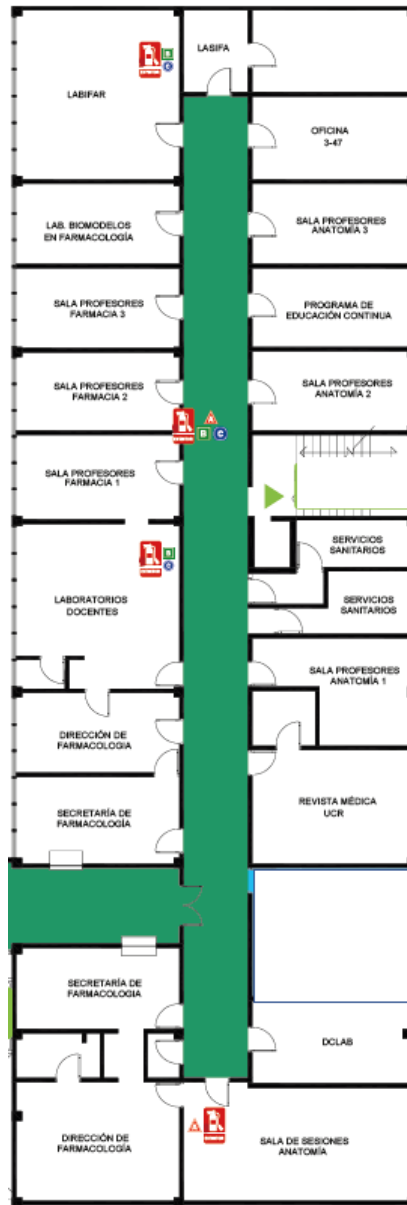 LASIFA
LABIFAR
B
C
OFICINA
3-47
LAB. BIOMODELOS
EN FARMACOLOGÍA
SALA PROFESORES
ANATOMÍA 3
SALA PROFESORES
FARMACIA 3
PROGRAMA DE
EDUCACIÓN CONTINUA
SALA PROFESORES
FARMACIA 2
SALA PROFESORES
ANATOMÍA 2
A
B
C
SALA PROFESORES
FARMACIA 1
SERVICIOS
SANITARIOS
B
C
LABORATORIOS
DOCENTES
SERVICIOS
SANITARIOS
SALA PROFESORES
ANATOMÍA 1
DIRECCIÓN DE
FARMACOLOGIA
SECRETARÍA DE
FARMACOLOGÍA
REVISTA MÉDICA
UCR
SECRETARÍA DE
FARMACOLOGIA
DCLAB
A
DIRECCIÓN DE
FARMACOLOGÍA
SALA DE SESIONES
ANATOMÍA